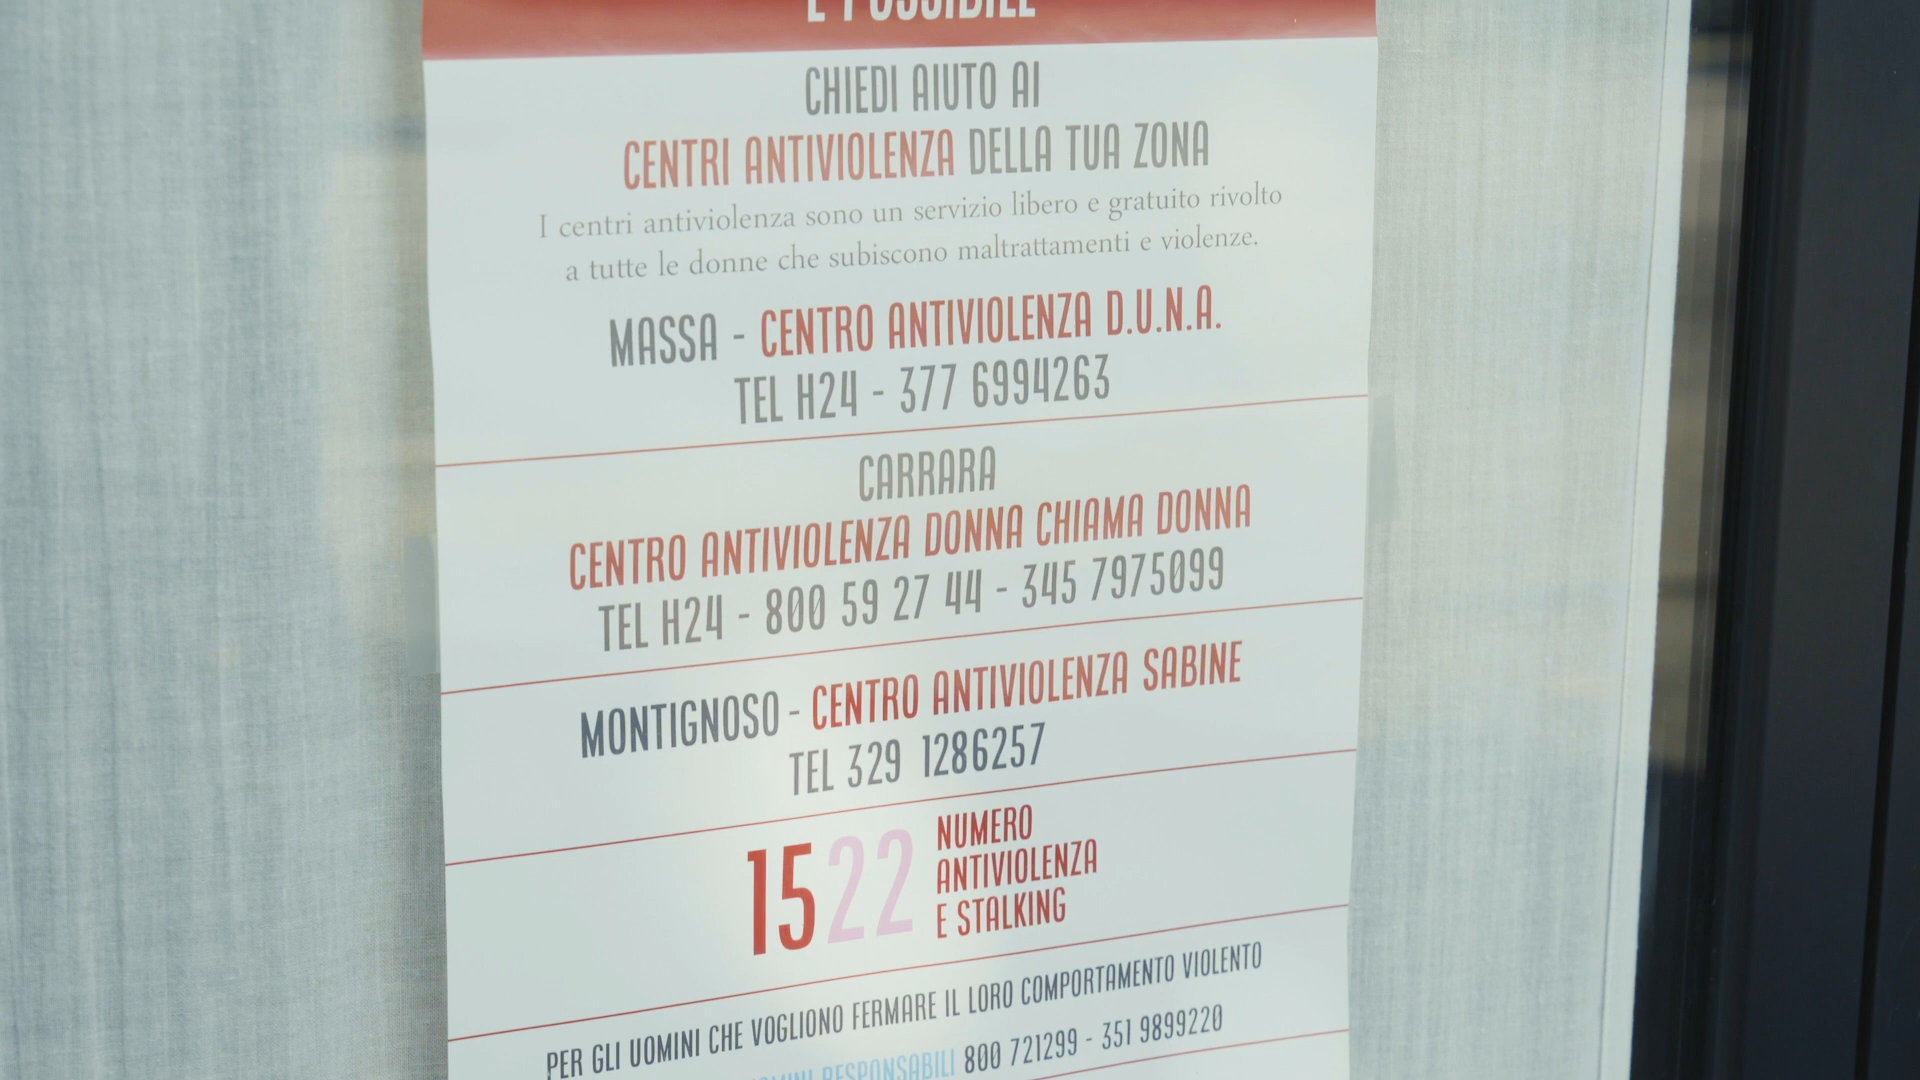 È POSSIBILE
CHIEDI AIUTO AI
CENTRI ANTIVIOLENZA DELLA TUA ZONA
I centri antiviolenza sono un servizio libero e gratuito rivolto
a tutte le donne che subiscono maltrattamenti e violenze.
MASSA - CENTRO ANTIVIOLENZA D.U.N.A.
TEL H24 - 377 6994263
CARRARA
CENTRO ANTIVIOLENZA DONNA CHIAMA DONNA
TEL H24 - 800 59 27 44 - 345 7975099
MONTIGNOSO - CENTRO ANTIVIOLENZA SABINE
TEL 329 1286257
1522 NUMERO
ANTIVIOLENZA
E STALKING
PER GLI UOMINI CHE VOGLIONO FERMARE IL LORO COMPORTAMENTO VIOLENTO
RESPONSABILI 800 721299 - 351 9899220